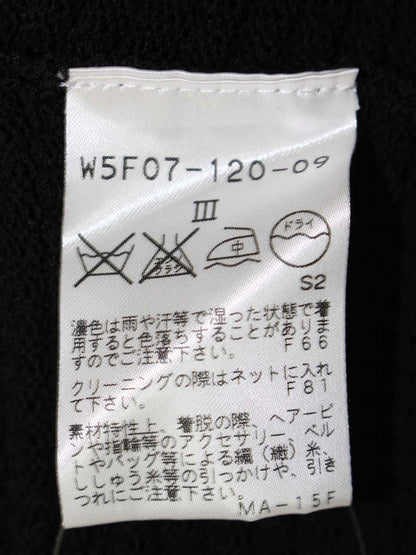 W5F07-120-09
III
エンソ
サラシ
中
ドライ
S2
濃色は雨や汗等で湿った状態で着
用すると色落ちすることがありま
すのでご注意下さい。 F66
クリーニングの際はネットに入れ
て下さい。 F81
素材特性上、着脱の際、ヘアーピ
ンや指輪等のアクセサリー、ベル
トやバッグ等による編(織)糸、
ししゅう糸等の引っかけや、引き
つれにご注意下さい。
MA-15F